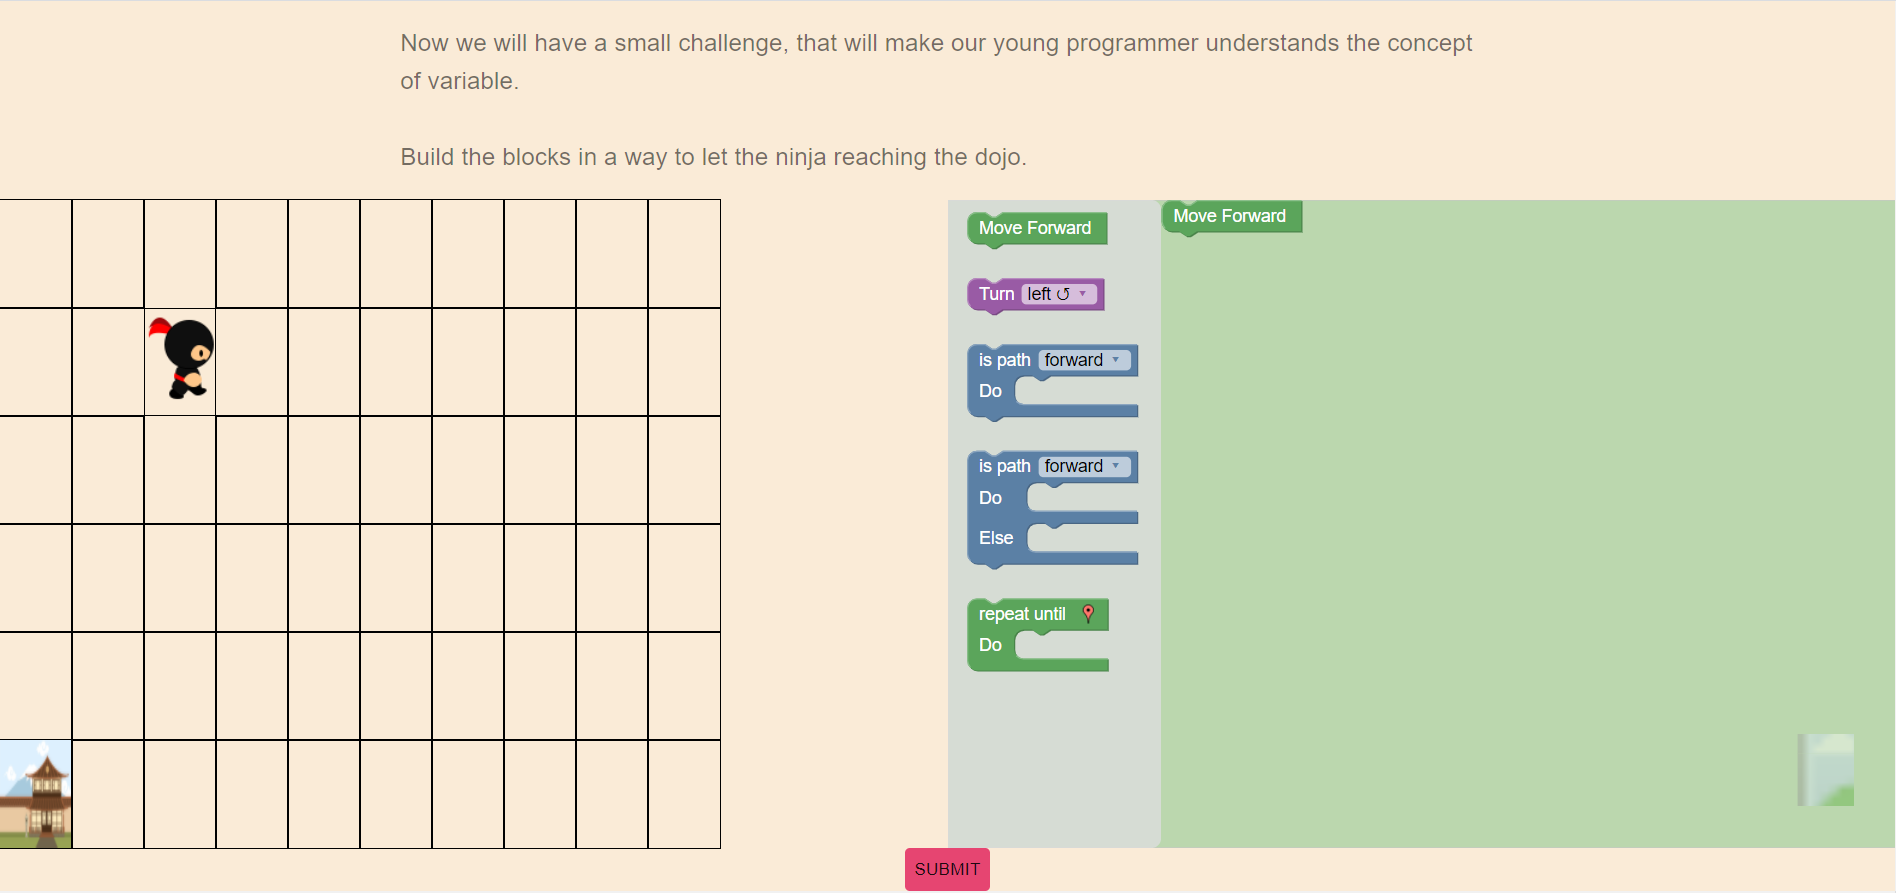 Now we will have a small challenge, that will make our young programmer understands the concept
of variable.
Build the blocks in a way to let the ninja reaching the dojo.
Move Forward
Turn left ↺ ▾
is path forward ▾
Do
is path forward ▾
Do
Else
repeat until
Do
Move Forward
SUBMIT